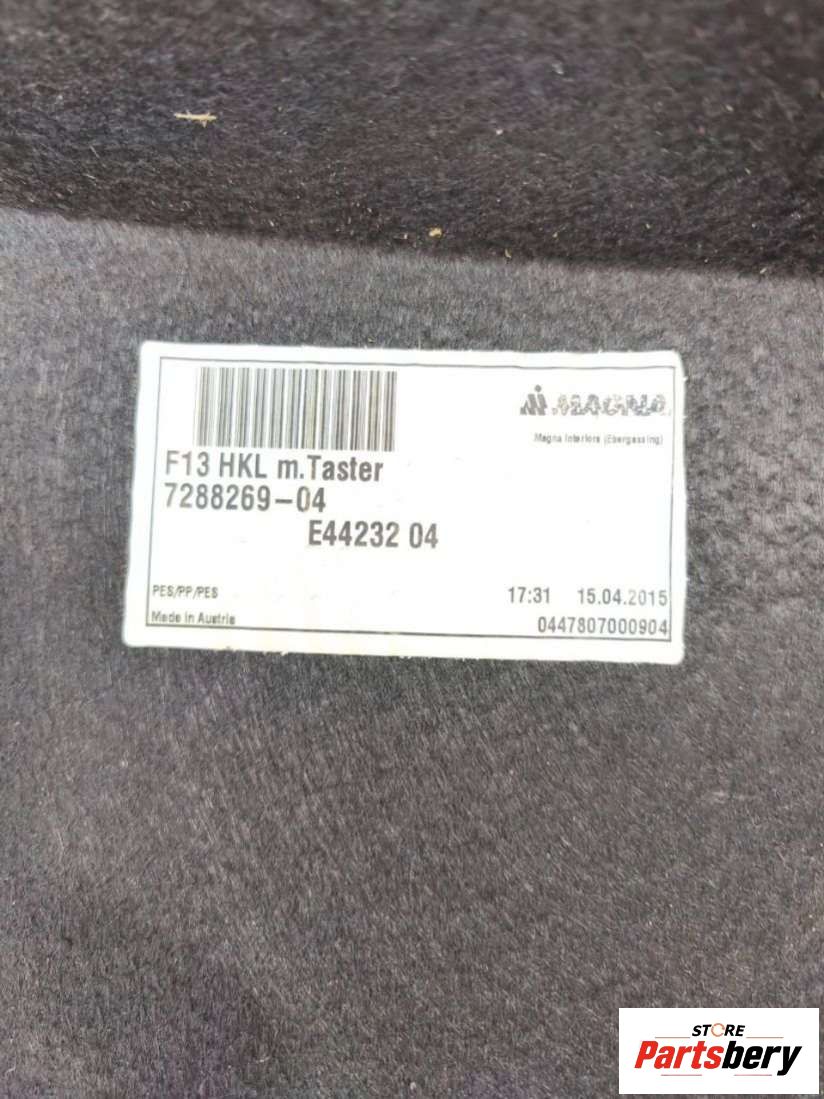 MAGNA
Magna Interiors (Ebergassing)
F13 HKL m.Taster
7288269-04
E44232 04
PES/PP/PES
17:31 15.04.2015
Made in Austria
0447807000904
STORE
Partsbery